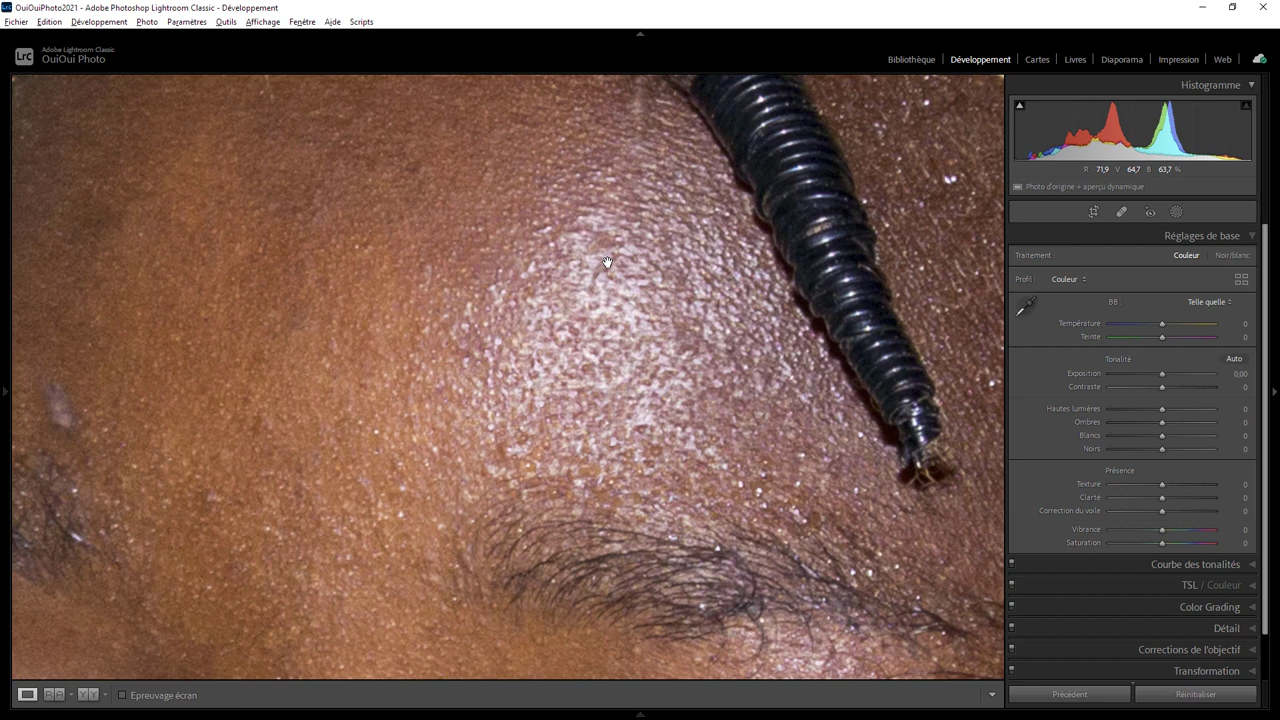 OuiOuiPhoto2021 - Adobe Photoshop Lightroom Classic - Développement
Fichier Edition Développement Photo Paramètres Outils Affichage Fenêtre Aide Scripts
Lrc
Adobe Lightroom Classic
OuiOui Photo
Bibliothèque Développement Cartes Livres Diaporama Impression Web
Histogramme
R 71,9 V 64,7 B 63,7 %
Photo d'origine + aperçu dynamique
Réglages de base
Traitement : Couleur Noir/blanc
Profil : Couleur
BB : Telle quelle
Température 0
Teinte 0
Tonalité Auto
Exposition 0,00
Contraste 0
Hautes lumières 0
Ombres 0
Blancs 0
Noirs 0
Présence
Texture 0
Clarté 0
Correction du voile 0
Vibrance 0
Saturation 0
Courbe des tonalités
TSL / Couleur
Color Grading
Détail
Corrections de l'objectif
Transformation
Epreuvage écran
Précédent Réinitialiser